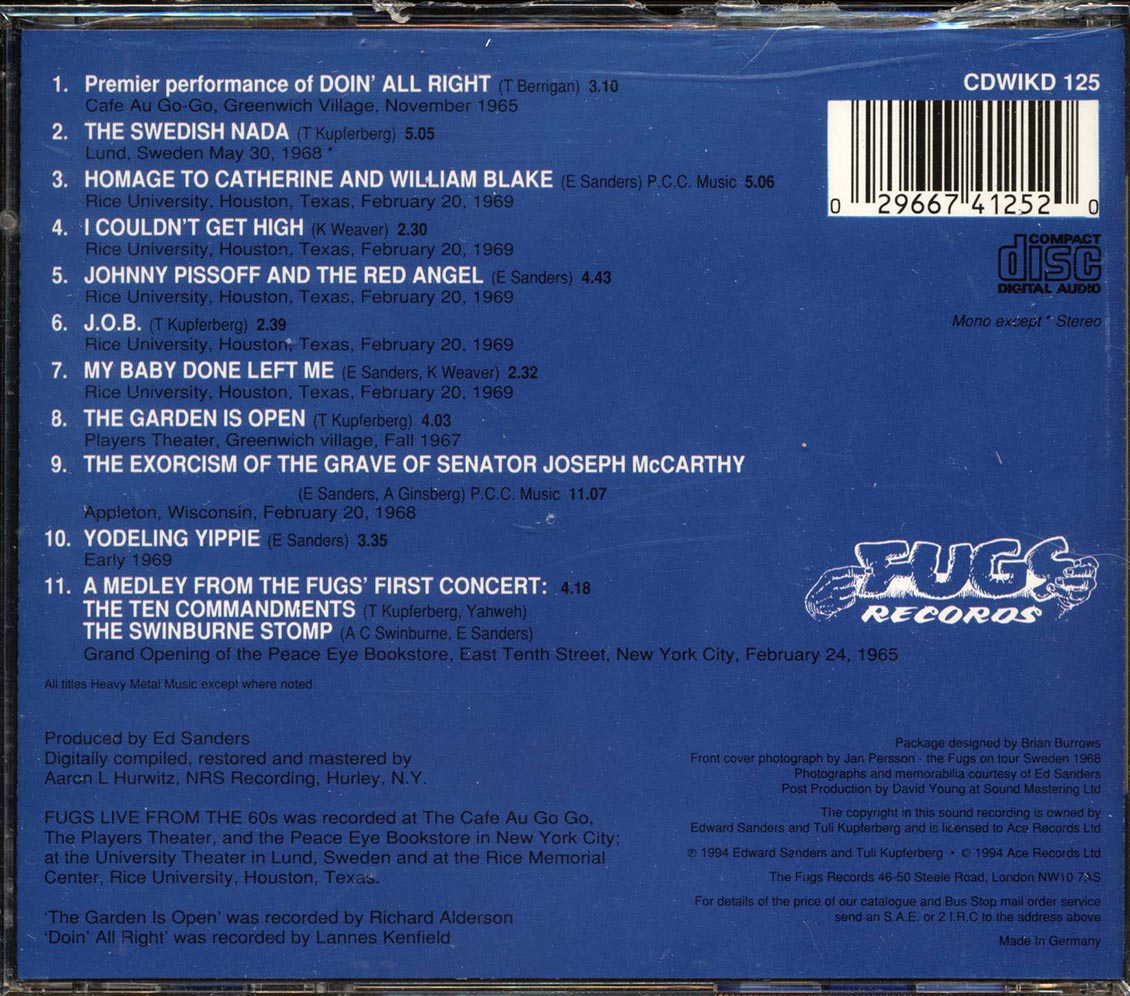 1. Premier performance of DOIN' ALL RIGHT (T Berrigan) 3.10
Cafe Au Go-Go, Greenwich Village, November 1965
2. THE SWEDISH NADA (T Kupferberg) 5.05
Lund, Sweden May 30, 1968 *
3. HOMAGE TO CATHERINE AND WILLIAM BLAKE (E Sanders) P.C.C. Music 5.06
Rice University, Houston, Texas, February 20, 1969
4. I COULDN'T GET HIGH (K Weaver) 2.30
Rice University, Houston, Texas, February 20, 1969
5. JOHNNY PISSOFF AND THE RED ANGEL (E Sanders) 4.43
Rice University, Houston, Texas, February 20, 1969
6. J.O.B. (T Kupferberg) 2.39
Rice University, Houston, Texas, February 20, 1969
7. MY BABY DONE LEFT ME (E Sanders, K Weaver) 2.32
Rice University, Houston, Texas, February 20, 1969
8. THE GARDEN IS OPEN (T Kupferberg) 4.03
Players Theater, Greenwich village, Fall 1967
9. THE EXORCISM OF THE GRAVE OF SENATOR JOSEPH McCARTHY
(E Sanders, A Ginsberg) P.C.C. Music 11.07
Appleton, Wisconsin, February 20, 1968
10. YODELING YIPPIE (E Sanders) 3.35
Early 1969
11. A MEDLEY FROM THE FUGS' FIRST CONCERT: 4.18
THE TEN COMMANDMENTS (T Kupferberg, Yahweh)
THE SWINBURNE STOMP (A C Swinburne, E Sanders)
Grand Opening of the Peace Eye Bookstore, East Tenth Street, New York City, February 24, 1965
All titles Heavy Metal Music except where noted
CDWIKD 125
0 29667 41252 0
COMPACT
disc
DIGITAL AUDIO
Mono except * Stereo
FUGS
RECORDS
Produced by Ed Sanders
Digitally compiled, restored and mastered by
Aaron L Hurwitz, NRS Recording, Hurley, N.Y.
FUGS LIVE FROM THE 60s was recorded at The Cafe Au Go Go,
The Players Theater, and the Peace Eye Bookstore in New York City;
at the University Theater in Lund, Sweden and at the Rice Memorial
Center, Rice University, Houston, Texas.
'The Garden Is Open' was recorded by Richard Alderson
'Doin' All Right' was recorded by Lannes Kenfield
Package designed by Brian Burrows
Front cover photograph by Jan Persson - the Fugs on tour Sweden 1968
Photographs and memorabilia courtesy of Ed Sanders
Post Production by David Young at Sound Mastering Ltd
The copyright in this sound recording is owned by
Edward Sanders and Tuli Kupferberg and is licensed to Ace Records Ltd
℗ 1994 Edward Sanders and Tuli Kupferberg • © 1994 Ace Records Ltd
The Fugs Records 46-50 Steele Road, London NW10 7AS
For details of the price of our catalogue and Bus Stop mail order service
send an S.A.E. or 2 I.R.C to the address above
Made In Germany